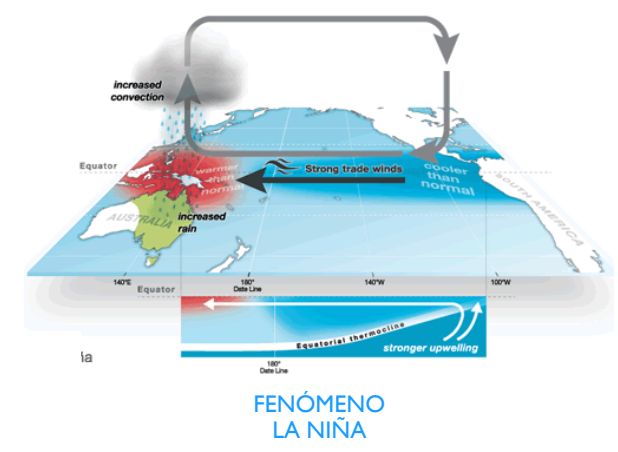 increased
convection
Equator
warmer
than
normal
Strong trade winds
cooler
than
normal
AUSTRALIA
increased
rain
SOUTH AMERICA
140°E
180°
Date Line
140°W
100°W
Equator
Equatorial thermocline
stronger upwelling
ña
180°
Date Line
FENÓMENO
LA NIÑA